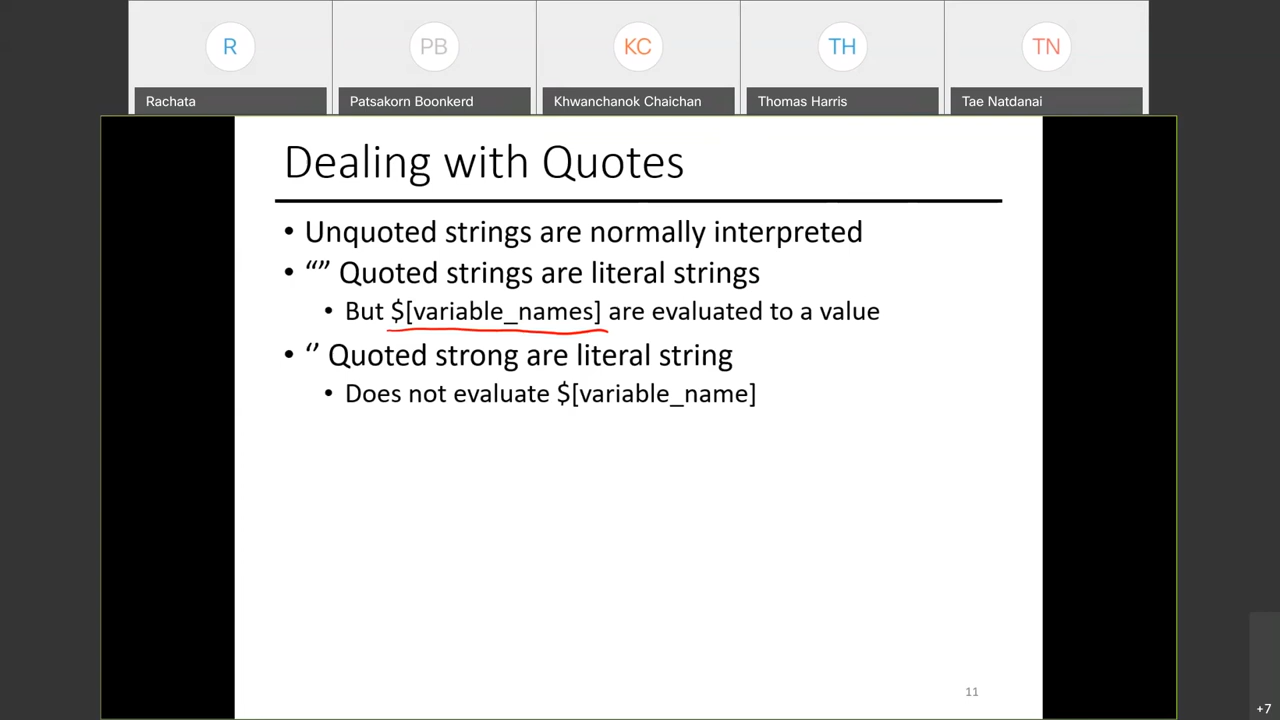 R
PB
KC
TH
TN
Rachata
Patsakorn Boonkerd
Khwanchanok Chaichan
Thomas Harris
Tae Natdanai
Dealing with Quotes
• Unquoted strings are normally interpreted
• “” Quoted strings are literal strings
• But $[variable_names] are evaluated to a value
• ‘’ Quoted strong are literal string
• Does not evaluate $[variable_name]
11
+7